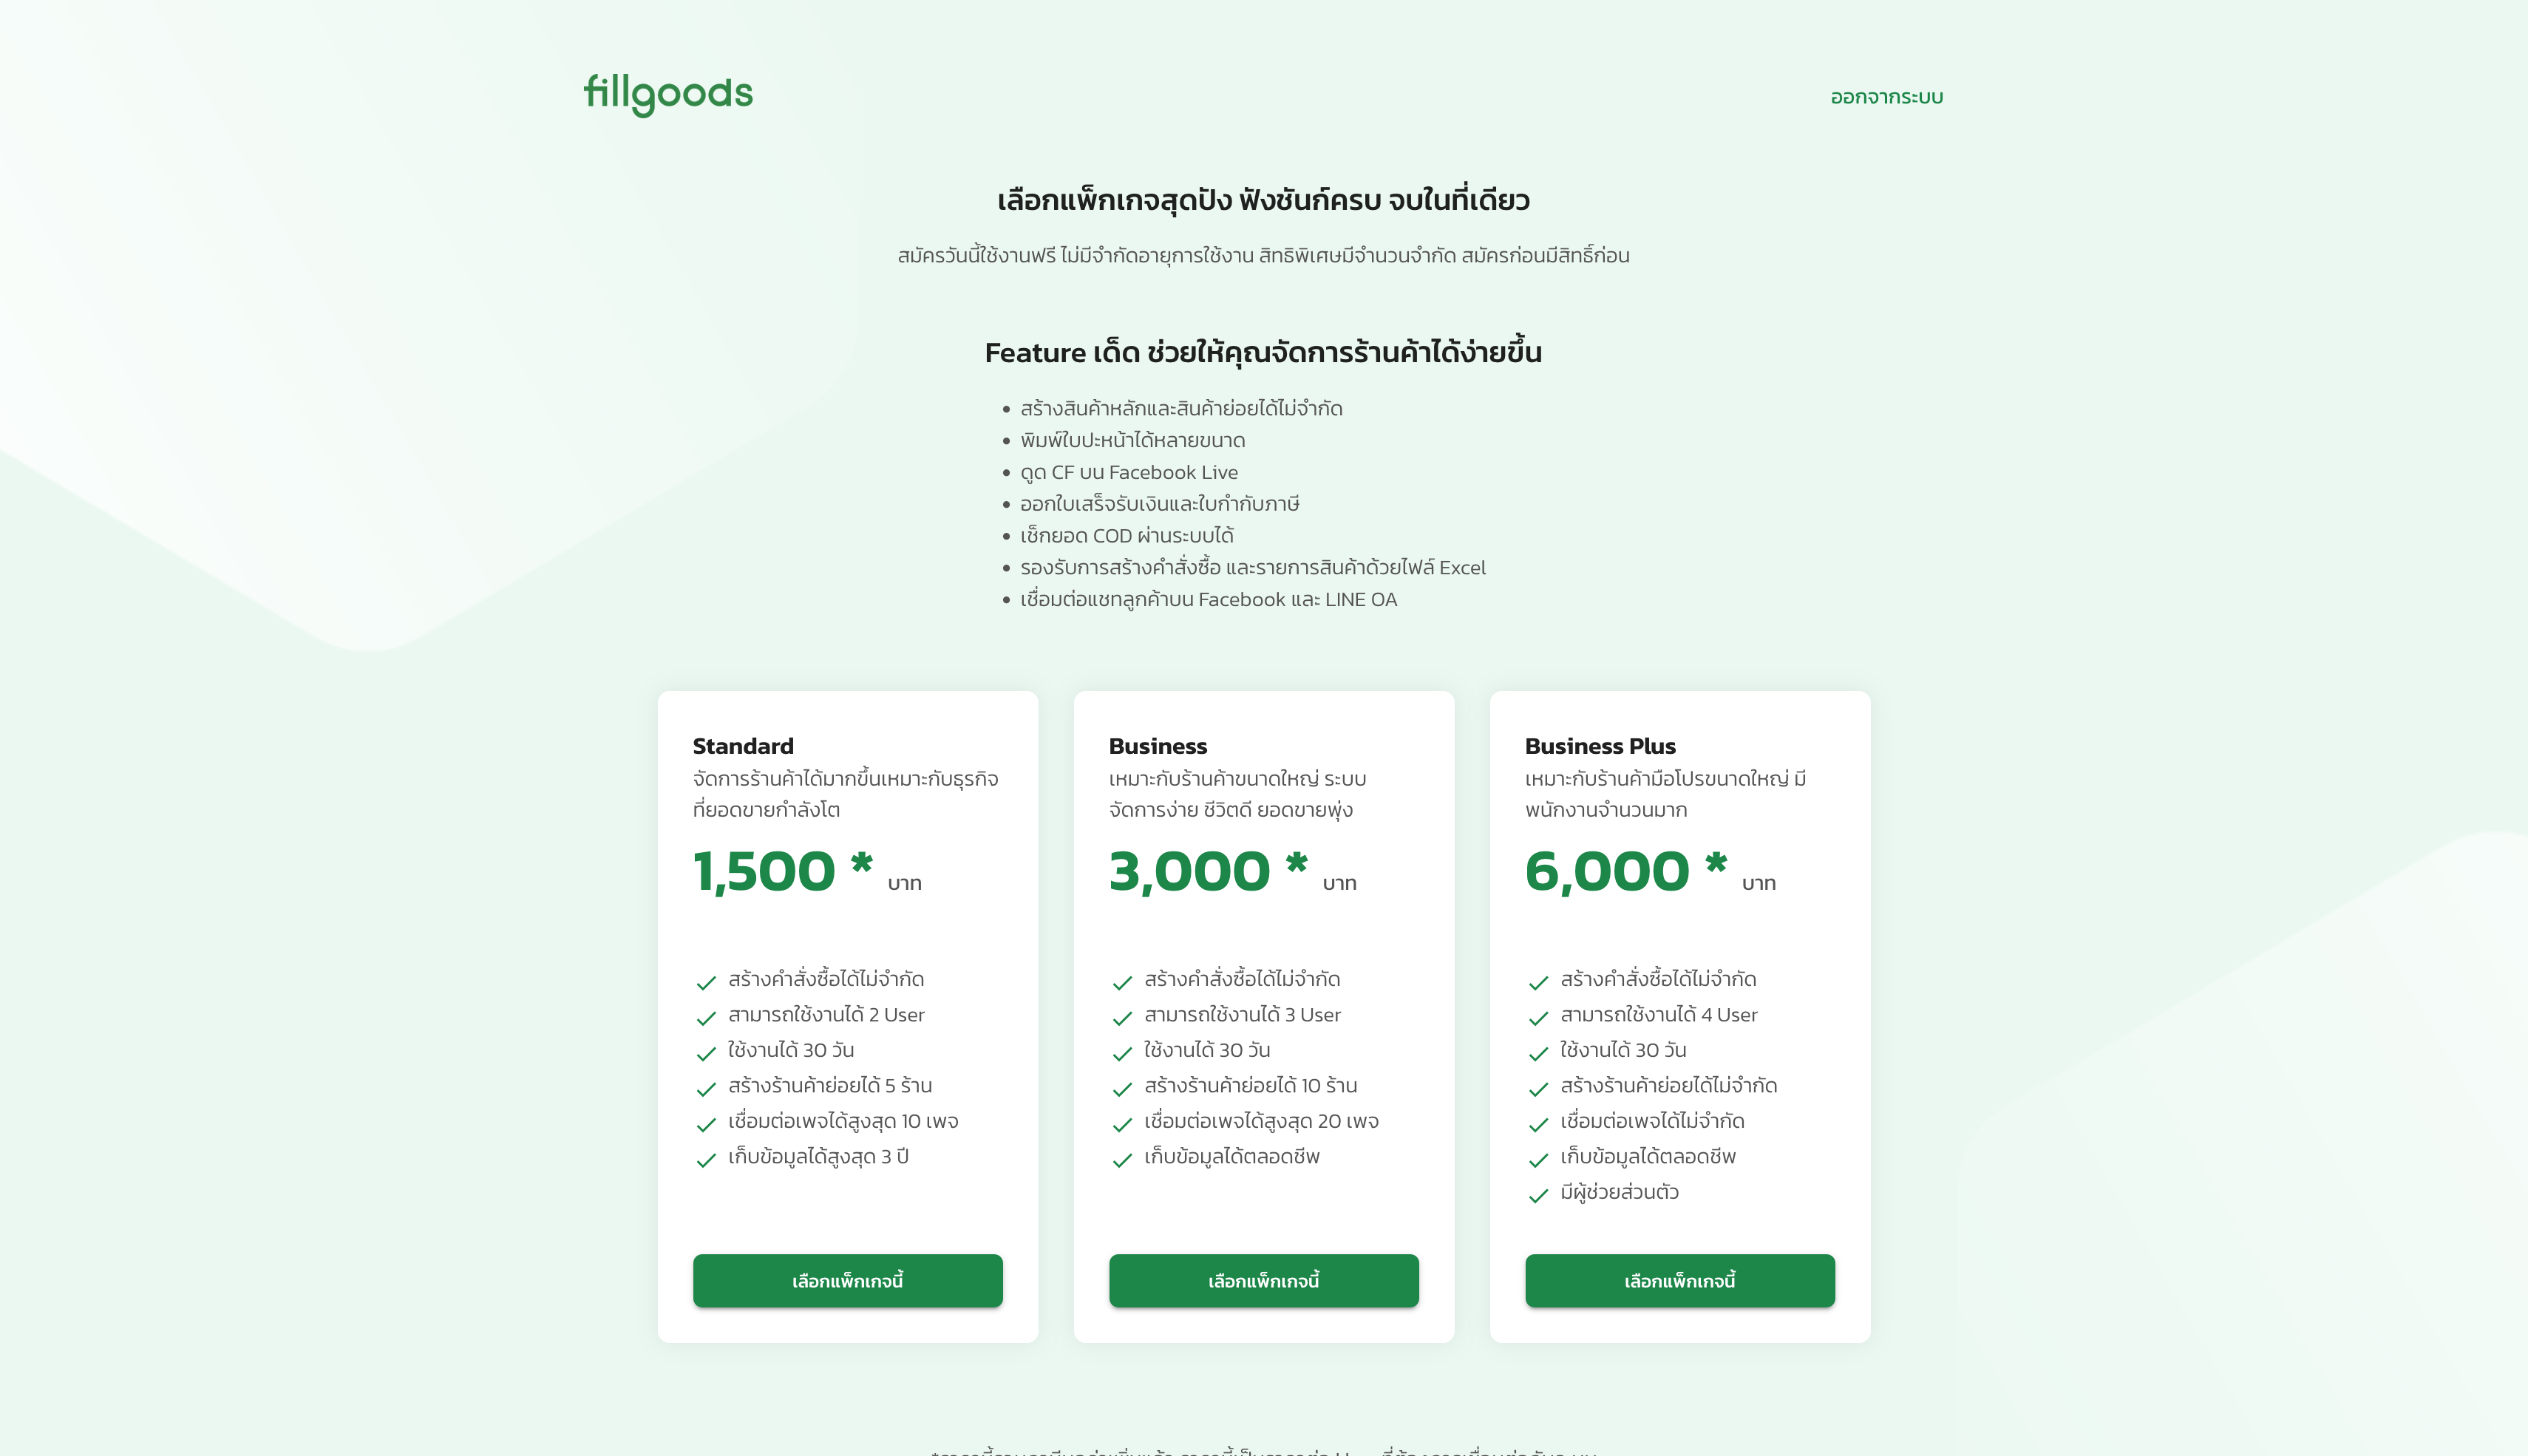 fillgoods
ออกจากระบบ
เลือกแพ็กเกจสุดปัง ฟังชันก์ครบ จบในที่เดียว
สมัครวันนี้ใช้งานฟรี ไม่มีจำกัดอายุการใช้งาน สิทธิพิเศษมีจำนวนจำกัด สมัครก่อนมีสิทธิ์ก่อน
Feature เด็ด ช่วยให้คุณจัดการร้านค้าได้ง่ายขึ้น
• สร้างสินค้าหลักและสินค้าย่อยได้ไม่จำกัด
• พิมพ์ใบปะหน้าได้หลายขนาด
• ดูด CF บน Facebook Live
• ออกใบเสร็จรับเงินและใบกำกับภาษี
• เช็กยอด COD ผ่านระบบได้
• รองรับการสร้างคำสั่งซื้อ และรายการสินค้าด้วยไฟล์ Excel
• เชื่อมต่อแชทลูกค้าบน Facebook และ LINE OA
Standard
จัดการร้านค้าได้มากขึ้นเหมาะกับธุรกิจ
ที่ยอดขายกำลังโต
1,500 * บาท
สร้างคำสั่งซื้อได้ไม่จำกัด
สามารถใช้งานได้ 2 User
ใช้งานได้ 30 วัน
สร้างร้านค้าย่อยได้ 5 ร้าน
เชื่อมต่อเพจได้สูงสุด 10 เพจ
เก็บข้อมูลได้สูงสุด 3 ปี
เลือกแพ็กเกจนี้
Business
เหมาะกับร้านค้าขนาดใหญ่ ระบบ
จัดการง่าย ชีวิตดี ยอดขายพุ่ง
3,000 * บาท
สร้างคำสั่งซื้อได้ไม่จำกัด
สามารถใช้งานได้ 3 User
ใช้งานได้ 30 วัน
สร้างร้านค้าย่อยได้ 10 ร้าน
เชื่อมต่อเพจได้สูงสุด 20 เพจ
เก็บข้อมูลได้ตลอดชีพ
เลือกแพ็กเกจนี้
Business Plus
เหมาะกับร้านค้ามือโปรขนาดใหญ่ มี
พนักงานจำนวนมาก
6,000 * บาท
สร้างคำสั่งซื้อได้ไม่จำกัด
สามารถใช้งานได้ 4 User
ใช้งานได้ 30 วัน
สร้างร้านค้าย่อยได้ไม่จำกัด
เชื่อมต่อเพจได้ไม่จำกัด
เก็บข้อมูลได้ตลอดชีพ
มีผู้ช่วยส่วนตัว
เลือกแพ็กเกจนี้